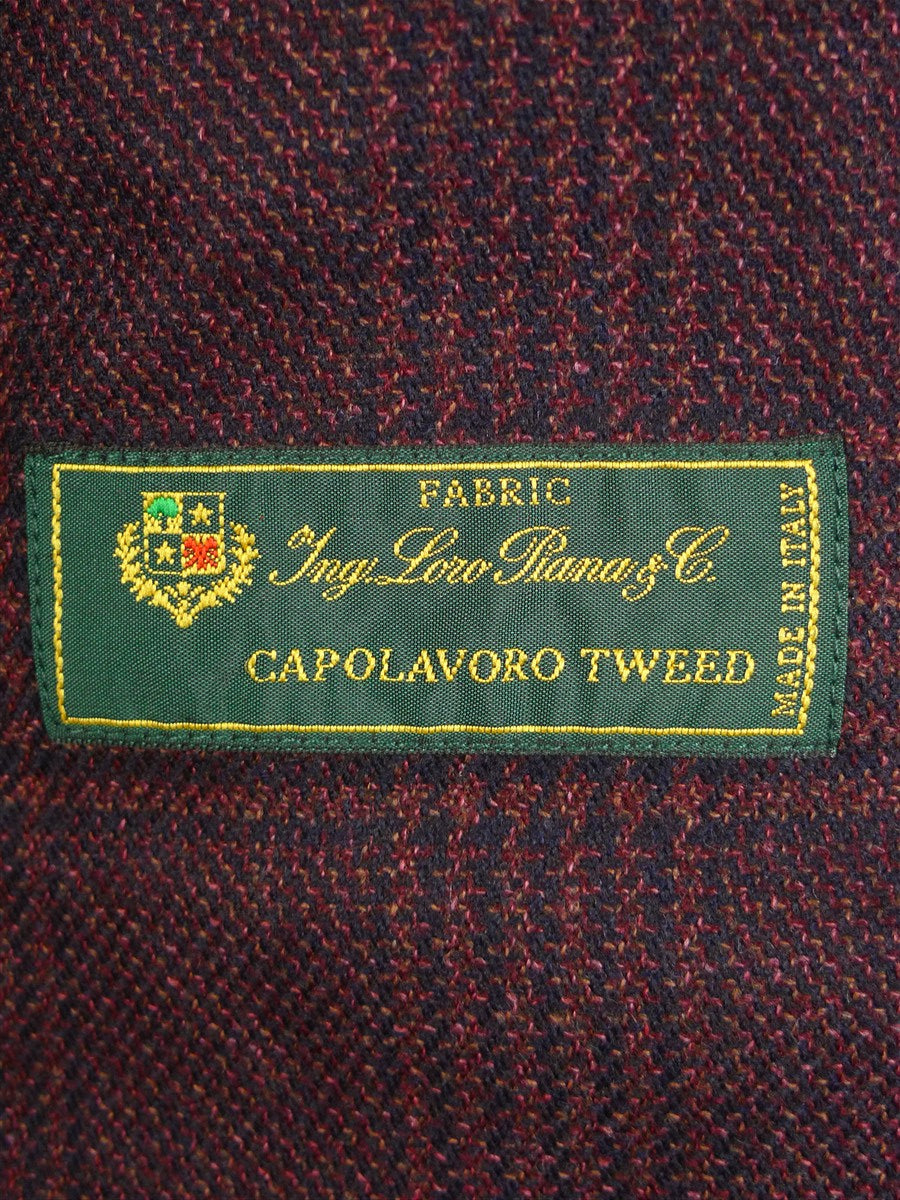 FABRIC
Ing. Loro Piana & C.
CAPOLAVORO TWEED
MADE IN ITALY